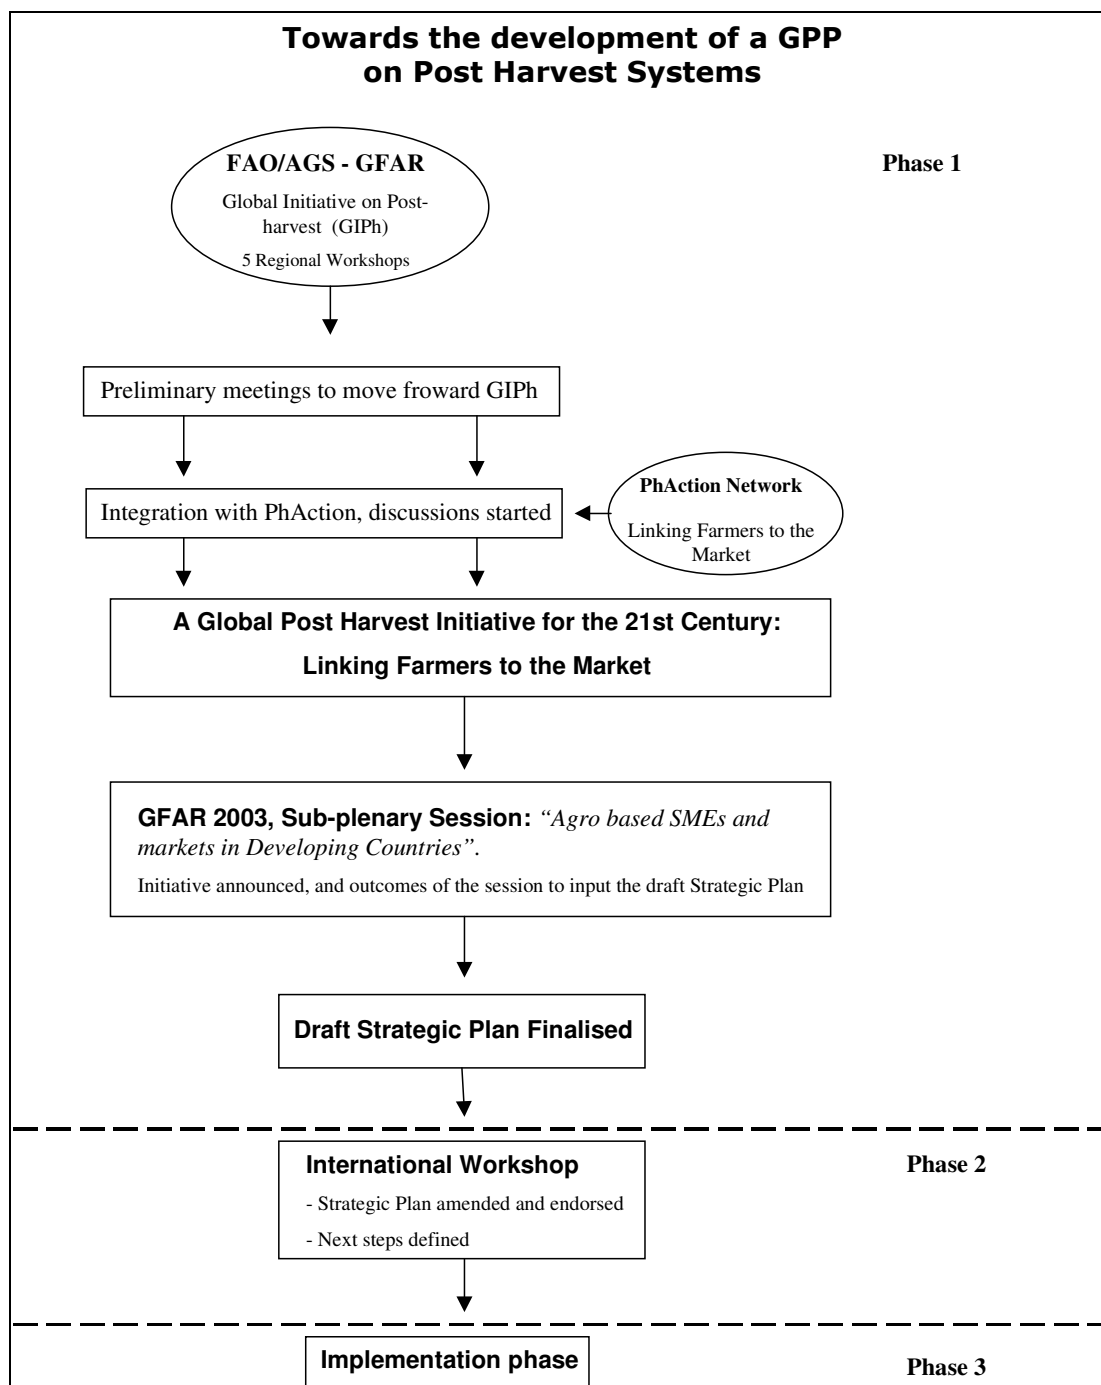 Towards the development of a GPP
on Post Harvest Systems
FAO/AGS - GFAR
Global Initiative on Post-
harvest (GIPh)
5 Regional Workshops
Phase 1
Preliminary meetings to move froward GIPh
Integration with PhAction, discussions started
PhAction Network
Linking Farmers to the
Market
A Global Post Harvest Initiative for the 21st Century:
Linking Farmers to the Market
GFAR 2003, Sub-plenary Session: “Agro based SMEs and
markets in Developing Countries”.
Initiative announced, and outcomes of the session to input the draft Strategic Plan
Draft Strategic Plan Finalised
International Workshop
- Strategic Plan amended and endorsed
- Next steps defined
Phase 2
Implementation phase
Phase 3